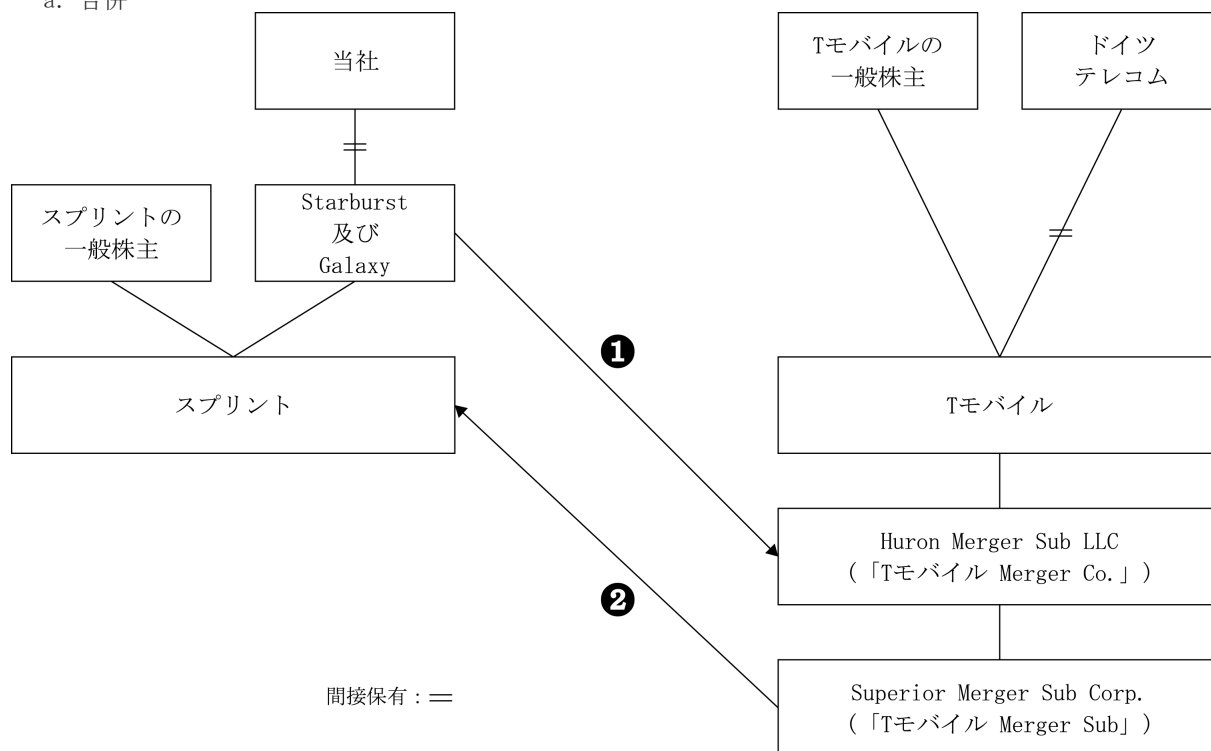 a. 合併
当社
Tモバイルの
一般株主
ドイツ
テレコム
スプリントの
一般株主
Starburst
及び
Galaxy
❶
スプリント
Tモバイル
Huron Merger Sub LLC
(「Tモバイル Merger Co.」)
❷
間接保有：
Superior Merger Sub Corp.
(「Tモバイル Merger Sub」)